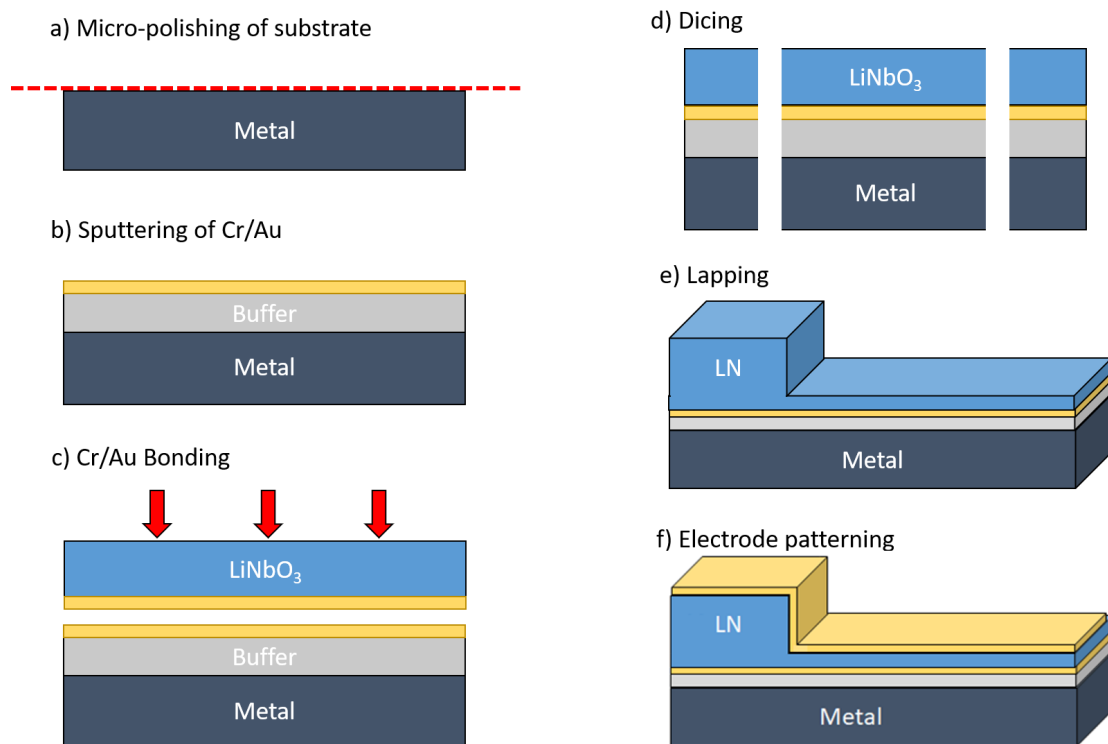 a) Micro-polishing of substrate
Metal
b) Sputtering of Cr/Au
Buffer
Metal
c) Cr/Au Bonding
LiNbO₃
Buffer
Metal
d) Dicing
LiNbO₃
Metal
e) Lapping
LN
Metal
f) Electrode patterning
LN
Metal